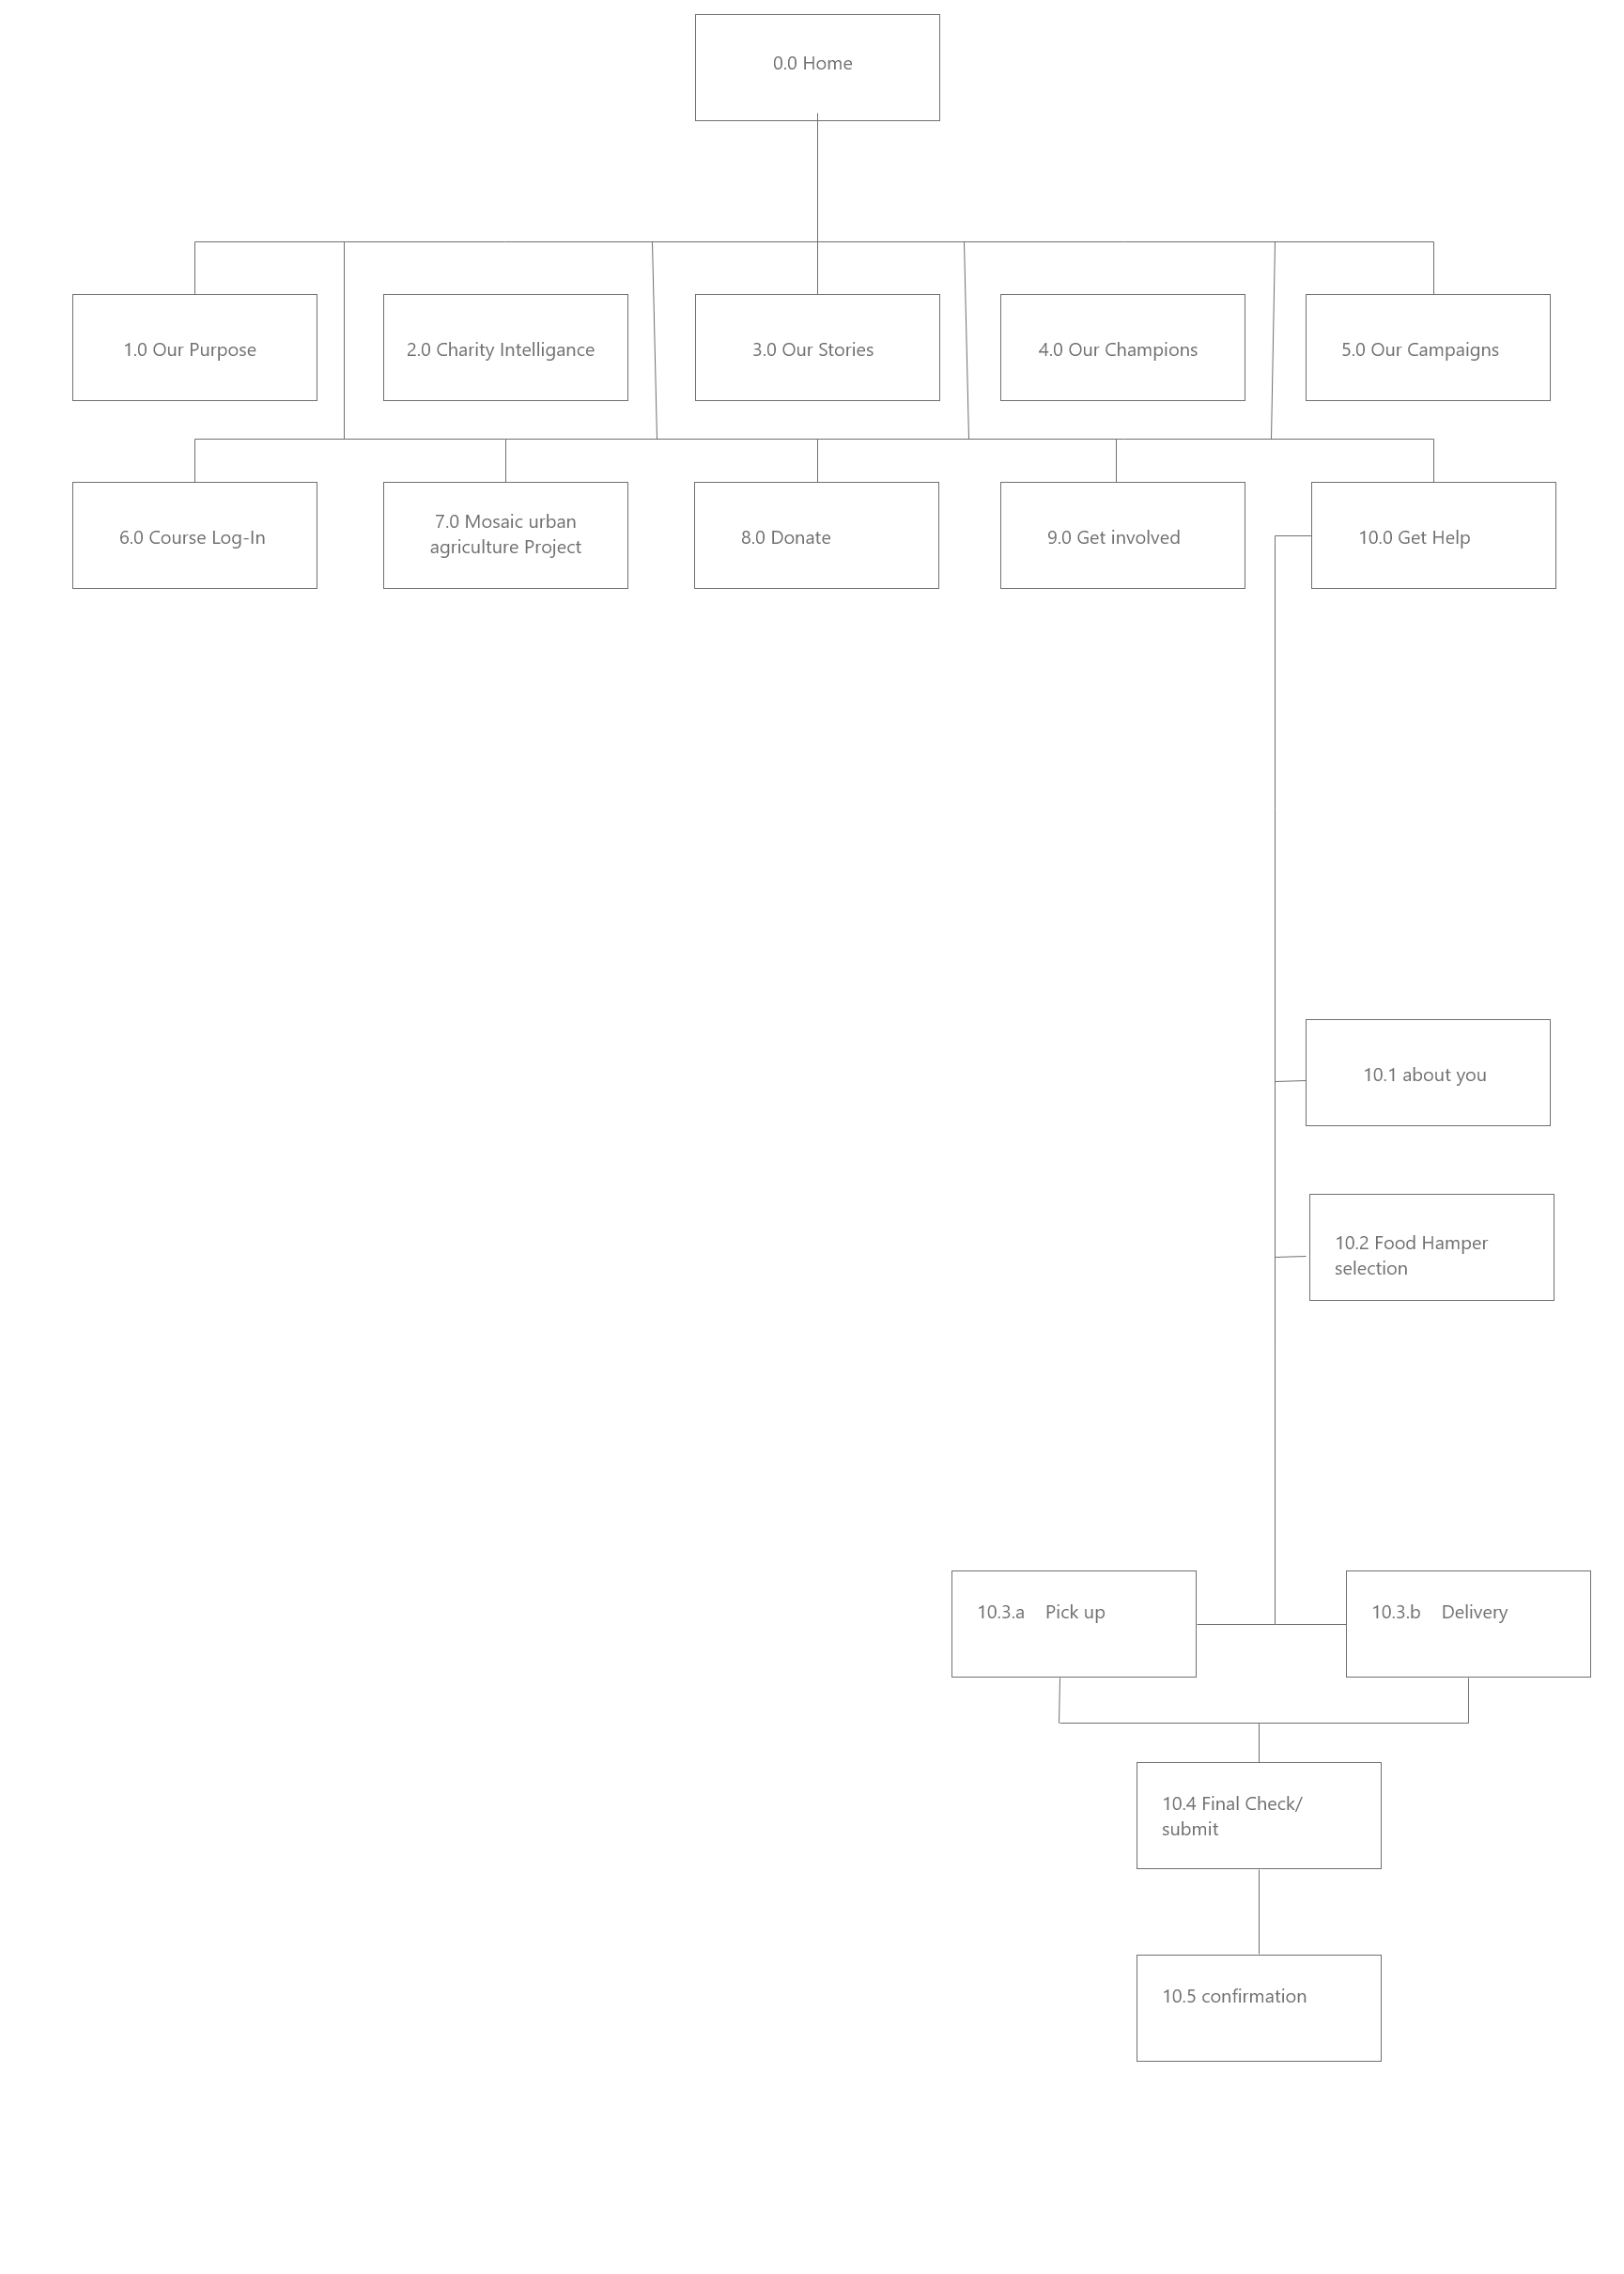 0.0 Home
1.0 Our Purpose
2.0 Charity Intelligance
3.0 Our Stories
4.0 Our Champions
5.0 Our Campaigns
6.0 Course Log-In
7.0 Mosaic urban
agriculture Project
8.0 Donate
9.0 Get involved
10.0 Get Help
10.1 about you
10.2 Food Hamper
selection
10.3.a Pick up
10.3.b Delivery
10.4 Final Check/
submit
10.5 confirmation